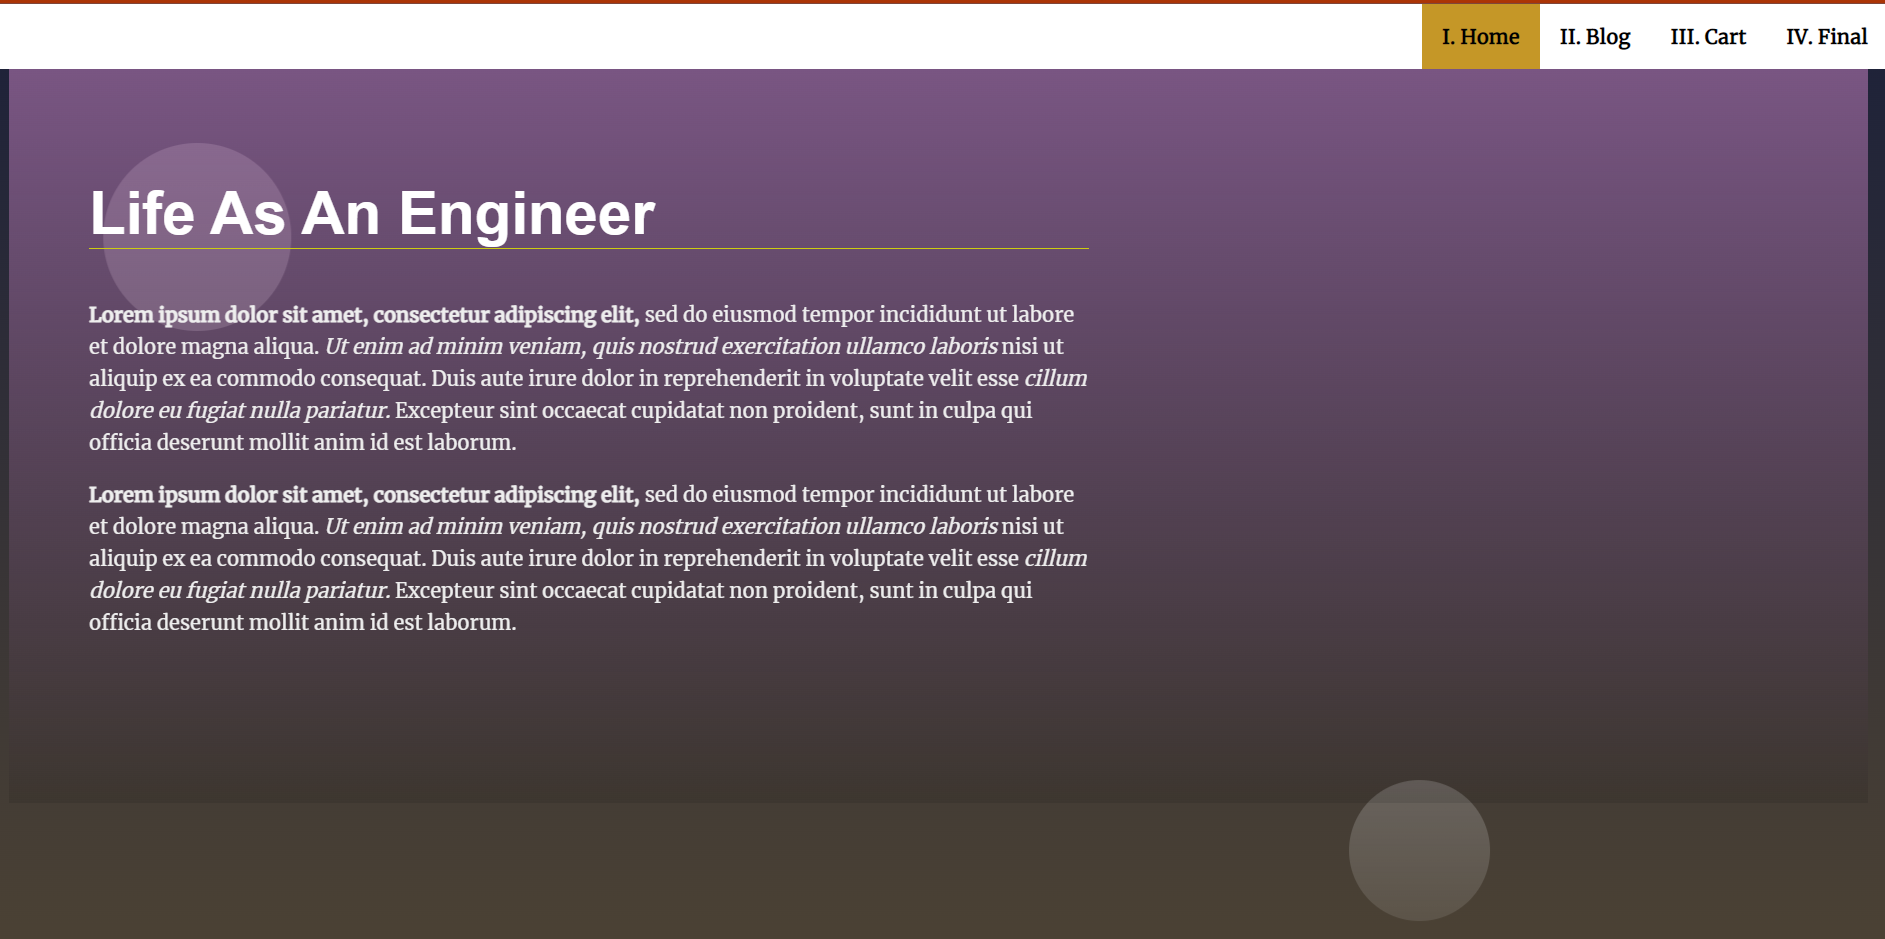 I. Home II. Blog III. Cart IV. Final
Life As An Engineer
Lorem ipsum dolor sit amet, consectetur adipiscing elit, sed do eiusmod tempor incididunt ut labore
et dolore magna aliqua. Ut enim ad minim veniam, quis nostrud exercitation ullamco laboris nisi ut
aliquip ex ea commodo consequat. Duis aute irure dolor in reprehenderit in voluptate velit esse cillum
dolore eu fugiat nulla pariatur. Excepteur sint occaecat cupidatat non proident, sunt in culpa qui
officia deserunt mollit anim id est laborum.
Lorem ipsum dolor sit amet, consectetur adipiscing elit, sed do eiusmod tempor incididunt ut labore
et dolore magna aliqua. Ut enim ad minim veniam, quis nostrud exercitation ullamco laboris nisi ut
aliquip ex ea commodo consequat. Duis aute irure dolor in reprehenderit in voluptate velit esse cillum
dolore eu fugiat nulla pariatur. Excepteur sint occaecat cupidatat non proident, sunt in culpa qui
officia deserunt mollit anim id est laborum.